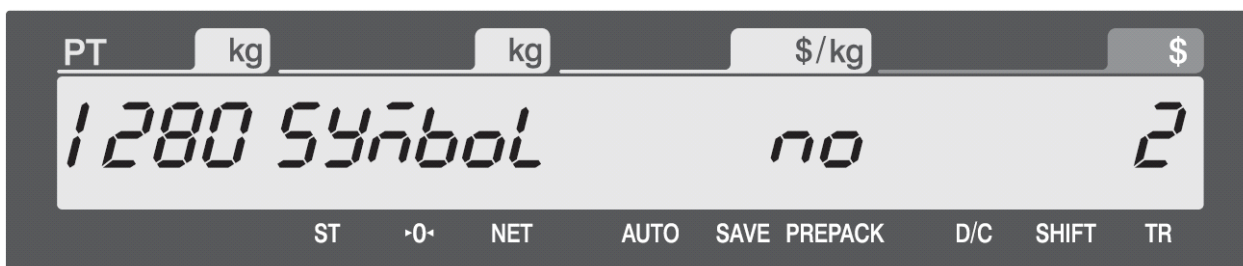 PT kg kg $/kg $
1280 SYmboL no 2
ST ►0◄ NET AUTO SAVE PREPACK D/C SHIFT TR